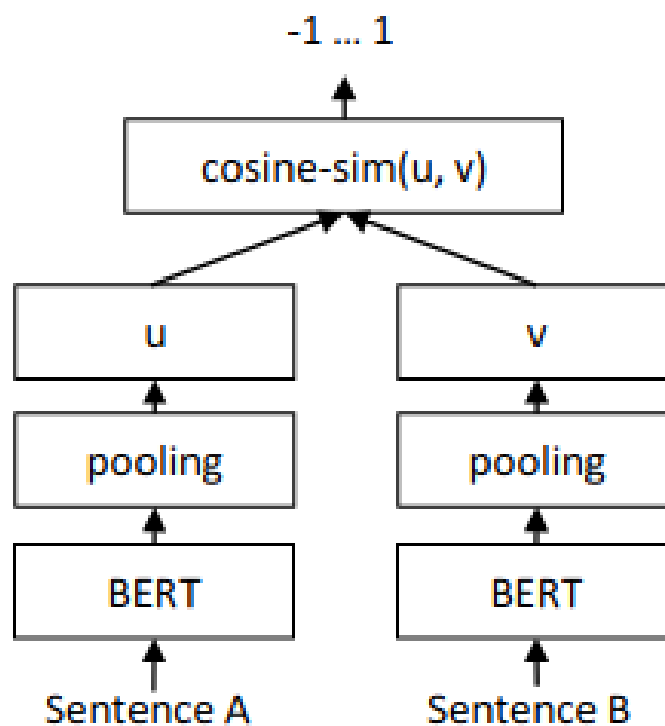 -1 ... 1
cosine-sim(u, v)
u
v
pooling
pooling
BERT
BERT
Sentence A
Sentence B